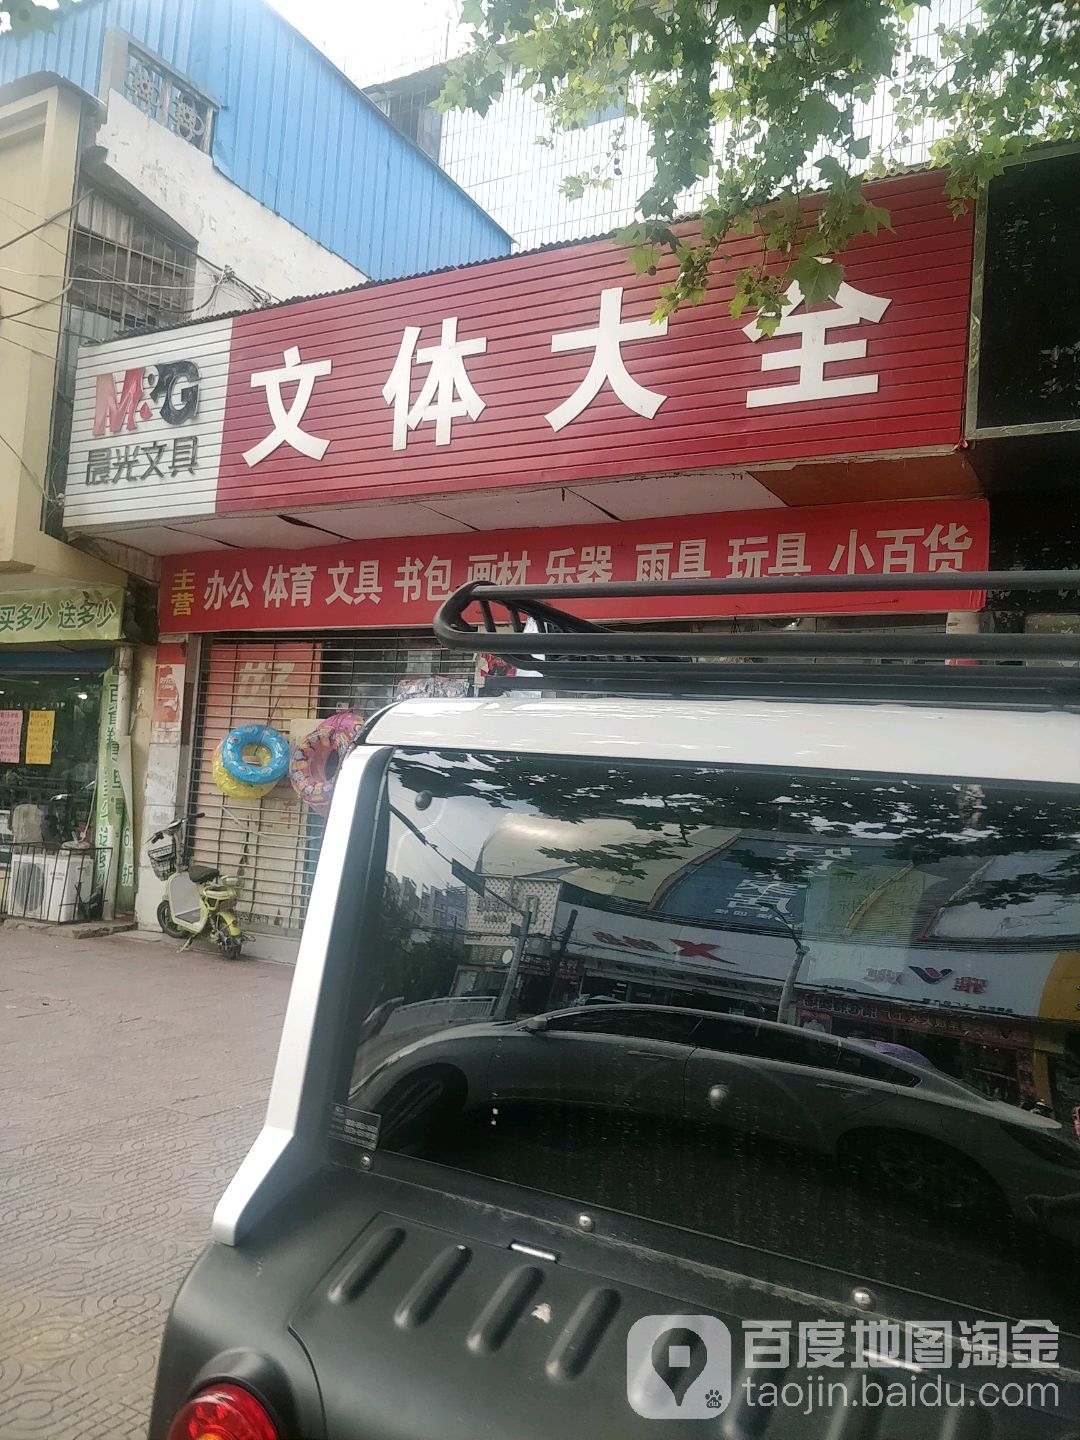 文体大全
M&G
晨光文具
主营 办公 体育 文具 书包 画材 乐器 雨具 玩具 小百货
买多少 送多少
百度地图淘金
taojin.baidu.com